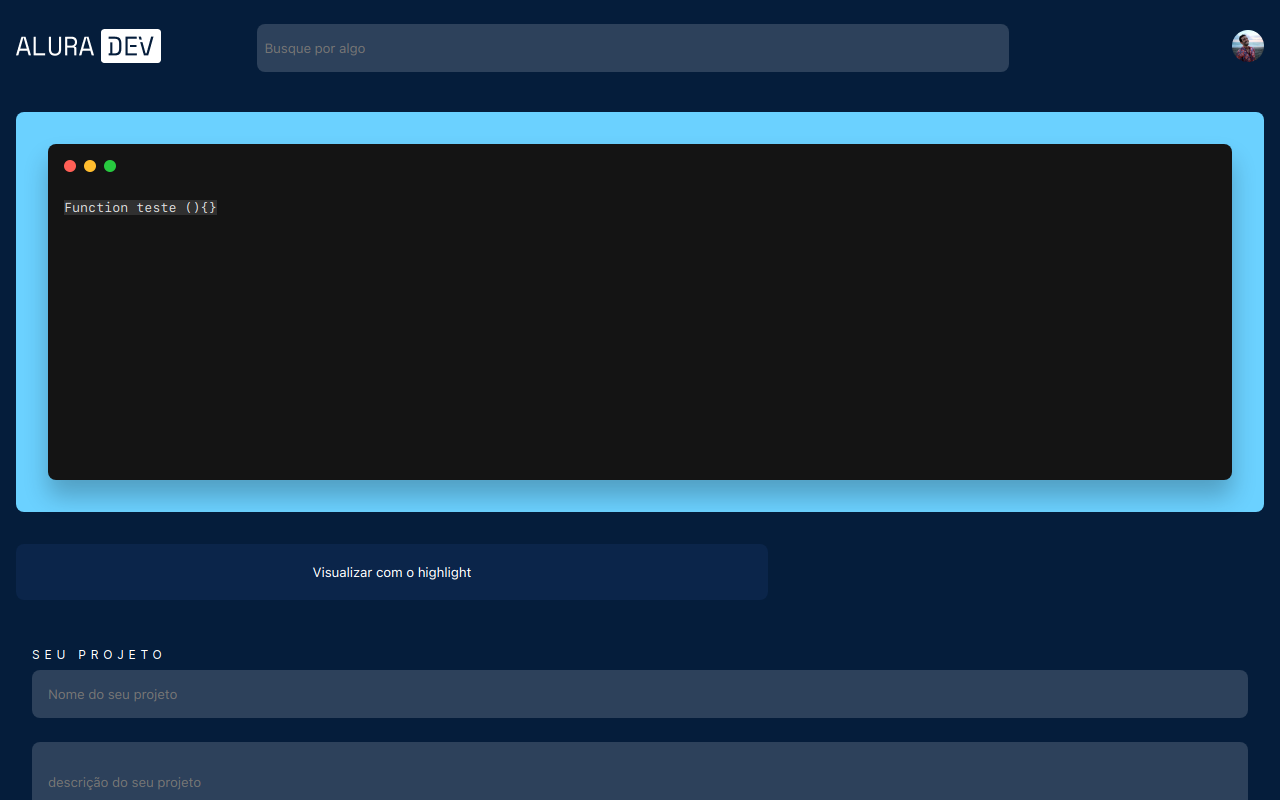 ALURA DEV
Busque por algo
Function teste (){}
Visualizar com o highlight
SEU PROJETO
Nome do seu projeto
descrição do seu projeto